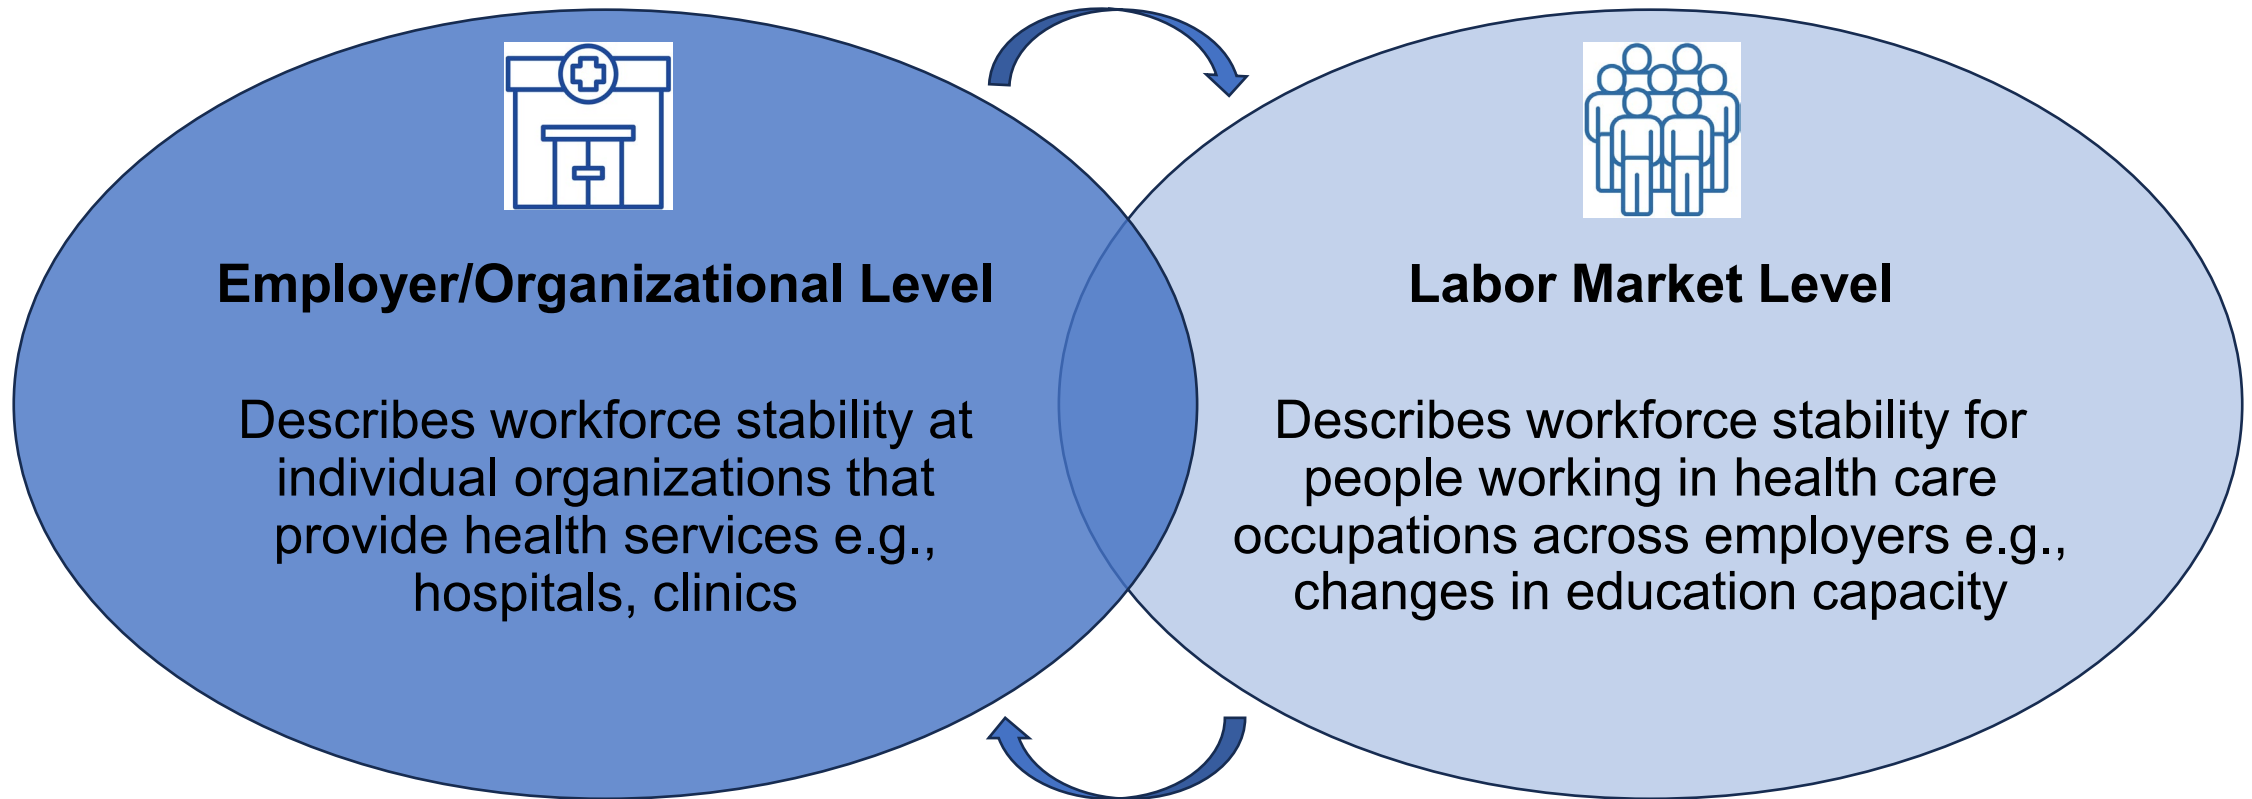 Employer/Organizational Level
Describes workforce stability at
individual organizations that
provide health services e.g.,
hospitals, clinics
Labor Market Level
Describes workforce stability for
people working in health care
occupations across employers e.g.,
changes in education capacity